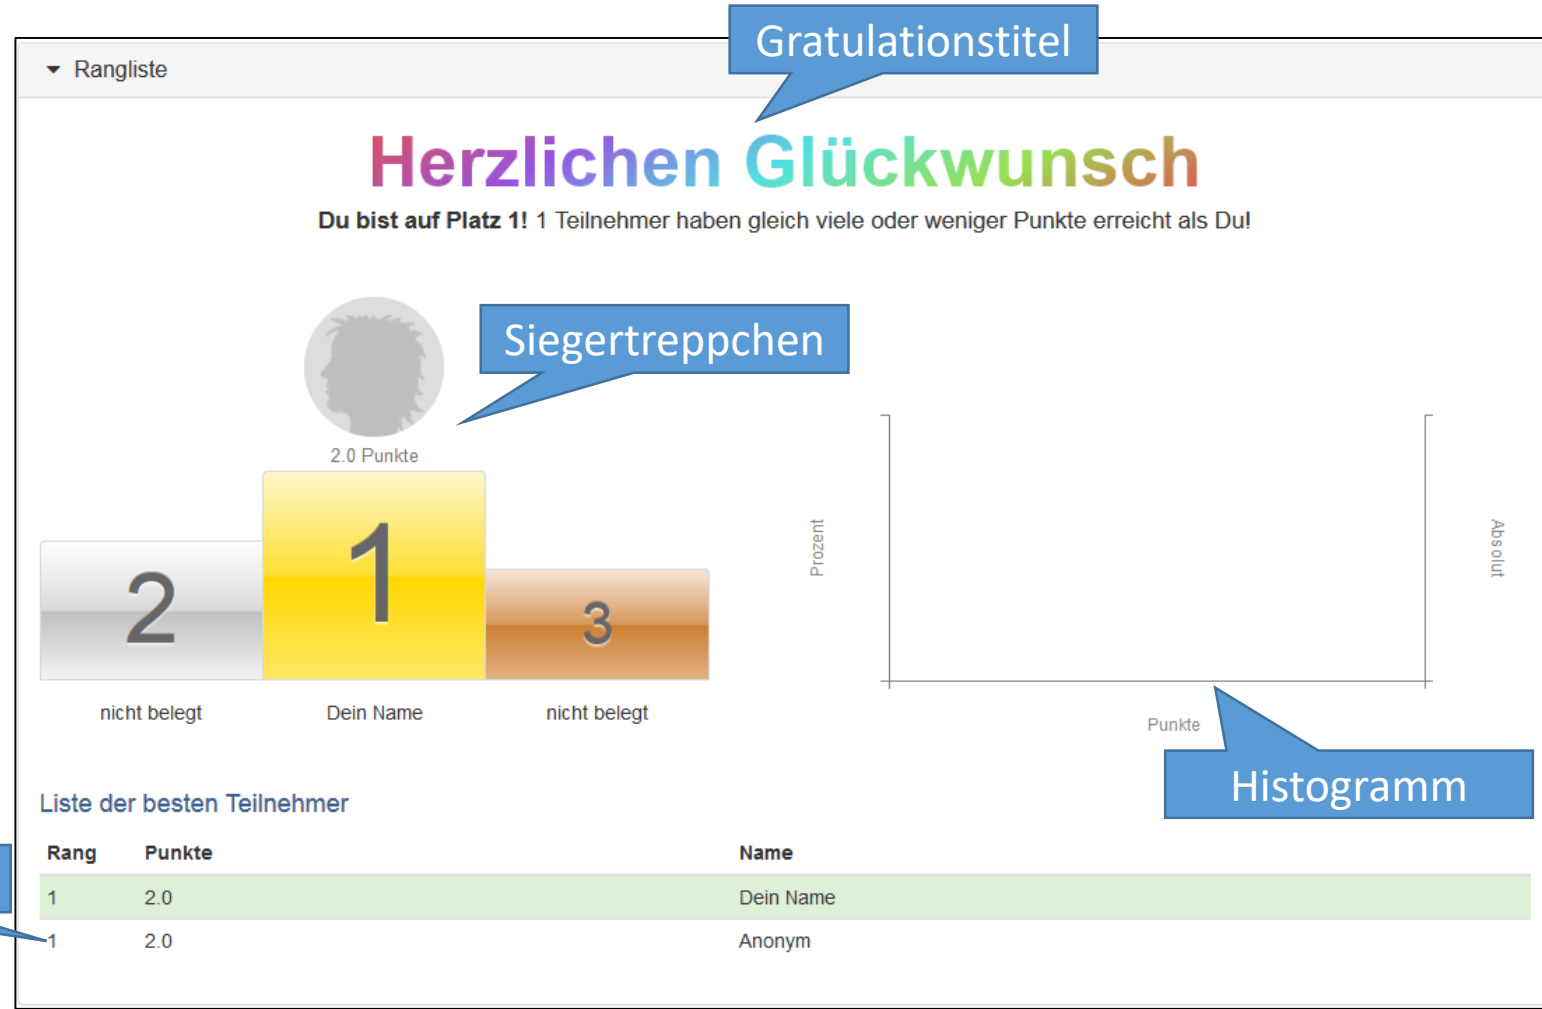 Gratulationstitel
Rangliste
Herzlichen Glückwunsch
Du bist auf Platz 1! 1 Teilnehmer haben gleich viele oder weniger Punkte erreicht als Du!
Siegertreppchen
2.0 Punkte
2
1
3
nicht belegt
Dein Name
nicht belegt
Prozent
Absolut
Punkte
Histogramm
Liste der besten Teilnehmer
Rang Punkte Name
1 2.0 Dein Name
1 2.0 Anonym